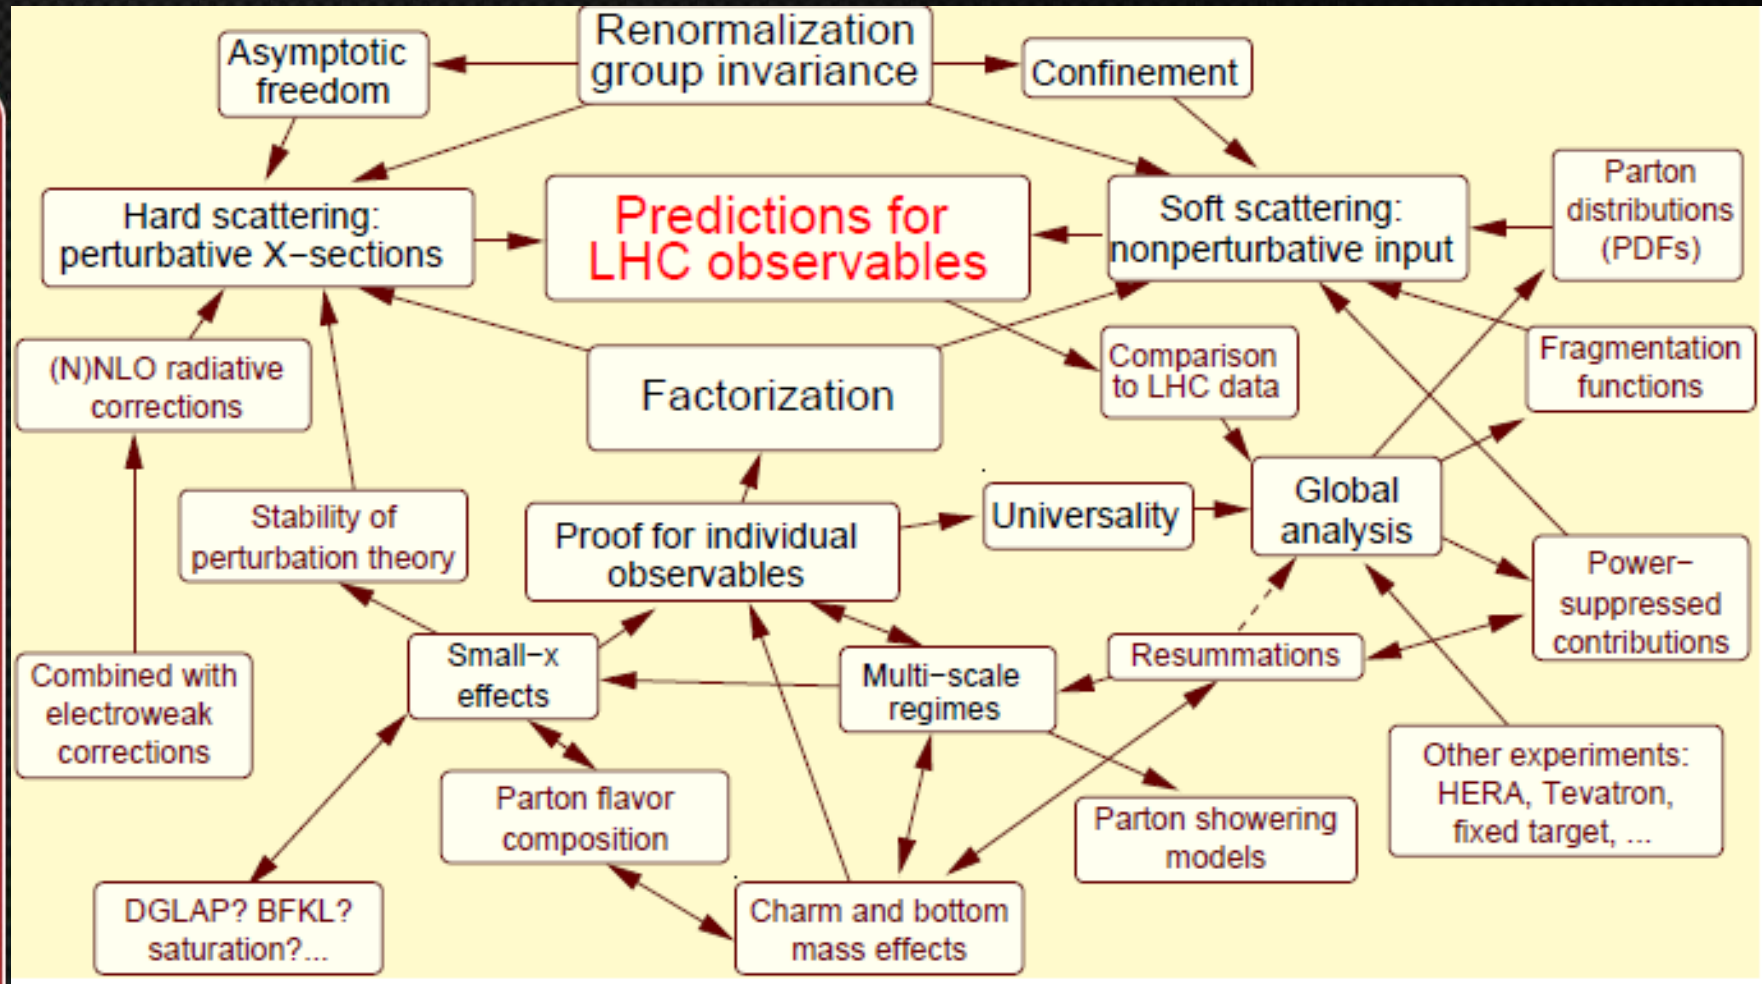 Renormalization
group invariance
Asymptotic
freedom
Confinement
Hard scattering:
perturbative X−sections
Predictions for
LHC observables
Soft scattering:
nonperturbative input
Parton
distributions
(PDFs)
(N)NLO radiative
corrections
Factorization
Comparison
to LHC data
Fragmentation
functions
Stability of
perturbation theory
Proof for individual
observables
Universality
Global
analysis
Power−
suppressed
contributions
Combined with
electroweak
corrections
Small−x
effects
Multi−scale
regimes
Resummations
Other experiments:
HERA, Tevatron,
fixed target, ...
Parton flavor
composition
Parton showering
models
DGLAP? BFKL?
saturation?...
Charm and bottom
mass effects